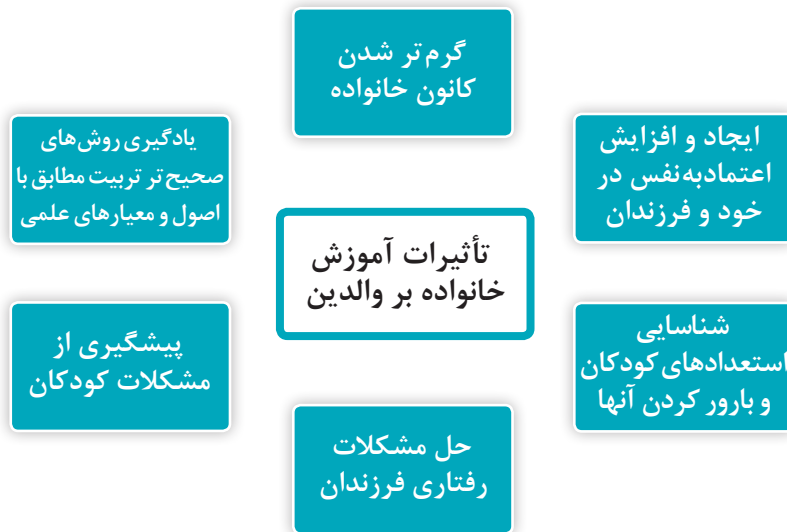 گرم‌تر شدن
کانون خانواده
ایجاد و افزایش
اعتمادبه‌نفس در
خود و فرزندان
یادگیری روش‌های
صحیح‌تر تربیت مطابق با
اصول و معیارهای علمی
تأثیرات آموزش
خانواده بر والدین
شناسایی
استعدادهای کودکان
و بارور کردن آنها
پیشگیری از
مشکلات کودکان
حل مشکلات
رفتاری فرزندان